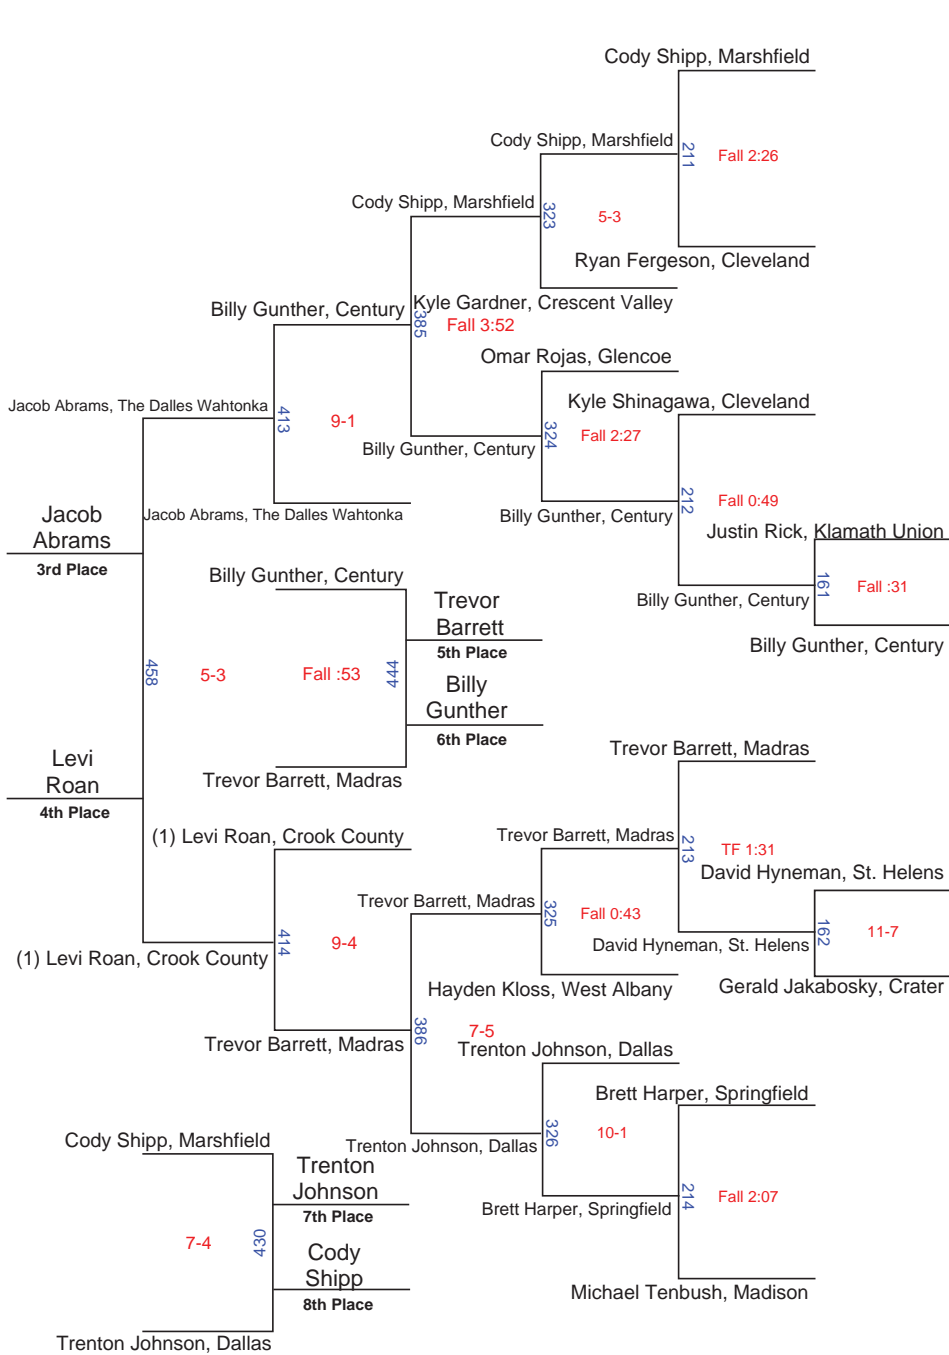 Cody Shipp, Marshfield
Cody Shipp, Marshfield
211
Fall 2:26
Cody Shipp, Marshfield
323
5-3
Ryan Fergeson, Cleveland
Billy Gunther, Century
Kyle Gardner, Crescent Valley
385
Fall 3:52
Omar Rojas, Glencoe
Jacob Abrams, The Dalles Wahtonka
Kyle Shinagawa, Cleveland
413
9-1
324
Fall 2:27
Billy Gunther, Century
212
Fall 0:49
Jacob Abrams, The Dalles Wahtonka
Billy Gunther, Century
Jacob
Abrams
3rd Place
Justin Rick, Klamath Union
Billy Gunther, Century
161
Fall :31
Trevor
Barrett
5th Place
Billy Gunther, Century
Billy Gunther, Century
458
5-3
Fall :53
444
Billy
Gunther
6th Place
Levi
Roan
4th Place
Trevor Barrett, Madras
Trevor Barrett, Madras
(1) Levi Roan, Crook County
Trevor Barrett, Madras
213
TF 1:31
David Hyneman, St. Helens
Trevor Barrett, Madras
325
Fall 0:43
414
9-4
162
11-7
(1) Levi Roan, Crook County
David Hyneman, St. Helens
Hayden Kloss, West Albany
Gerald Jakabosky, Crater
Trevor Barrett, Madras
386
7-5
Trenton Johnson, Dallas
Brett Harper, Springfield
Cody Shipp, Marshfield
Trenton Johnson, Dallas
326
10-1
Trenton
Johnson
7th Place
Brett Harper, Springfield
214
Fall 2:07
7-4
430
Cody
Shipp
8th Place
Michael Tenbush, Madison
Trenton Johnson, Dallas